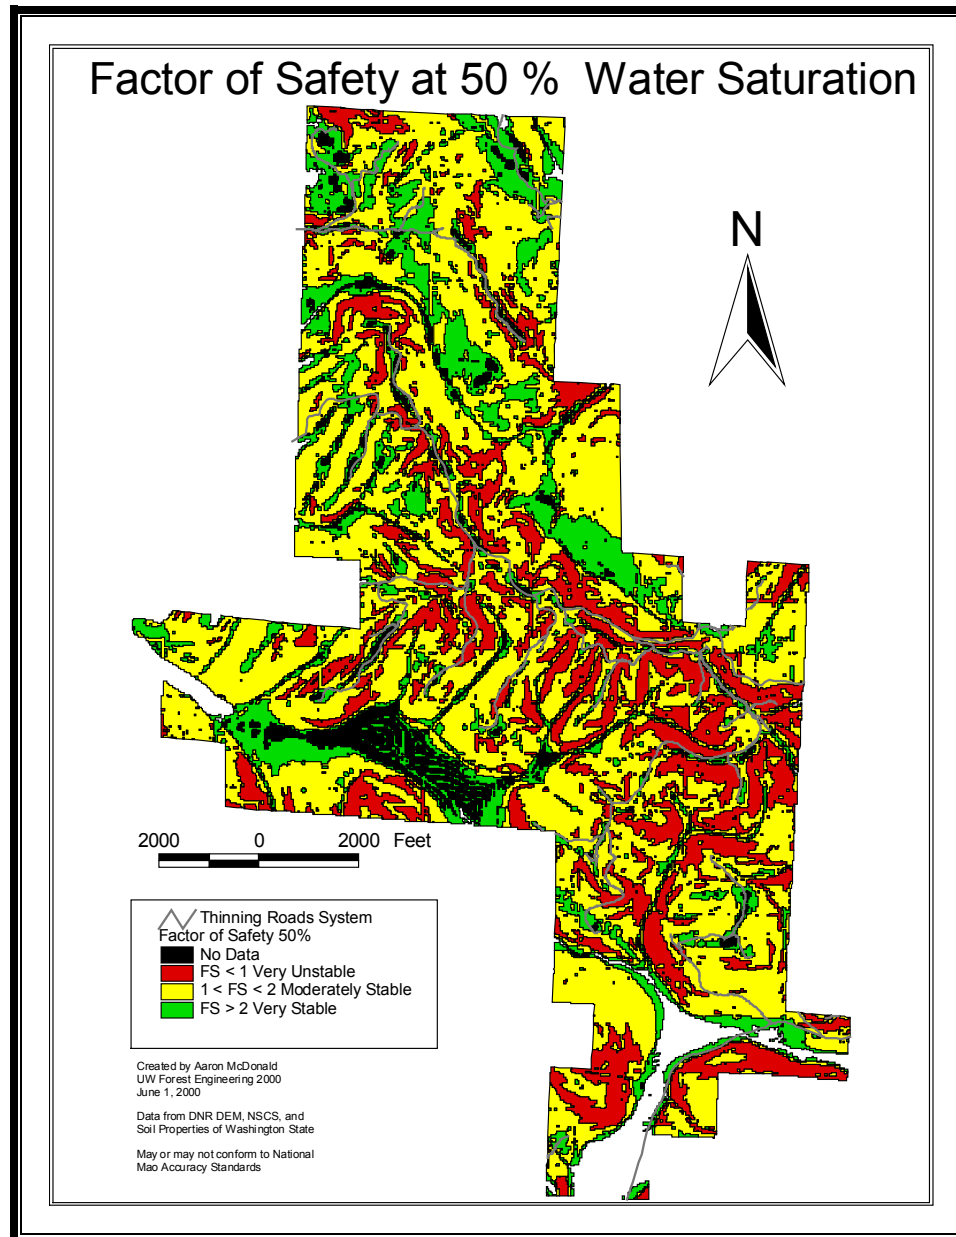 Factor of Safety at 50 % Water Saturation
N
2000 0 2000 Feet
Thinning Roads System
Factor of Safety 50%
No Data
FS < 1 Very Unstable
1 < FS < 2 Moderately Stable
FS > 2 Very Stable
Created by Aaron McDonald
UW Forest Engineering 2000
June 1, 2000
Data from DNR DEM, NSCS, and
Soil Properties of Washington State
May or may not conform to National
Mao Accuracy Standards